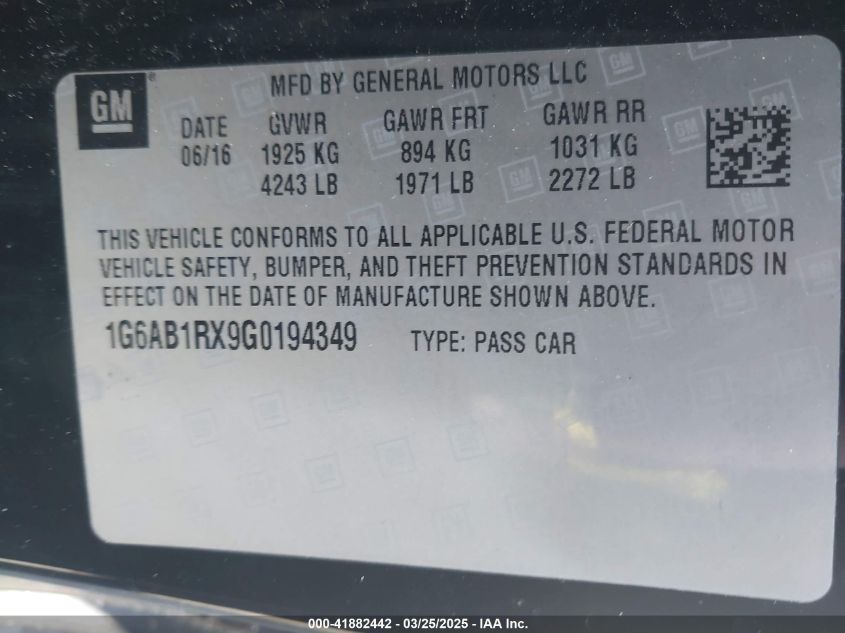 GM ®
MFD BY GENERAL MOTORS LLC
DATE GVWR GAWR FRT GAWR RR
06/16 1925 KG 894 KG 1031 KG
4243 LB 1971 LB 2272 LB
THIS VEHICLE CONFORMS TO ALL APPLICABLE U.S. FEDERAL MOTOR
VEHICLE SAFETY, BUMPER, AND THEFT PREVENTION STANDARDS IN
EFFECT ON THE DATE OF MANUFACTURE SHOWN ABOVE.
1G6AB1RX9G0194349 TYPE: PASS CAR
000-41882442 - 03/25/2025 - IAA Inc.